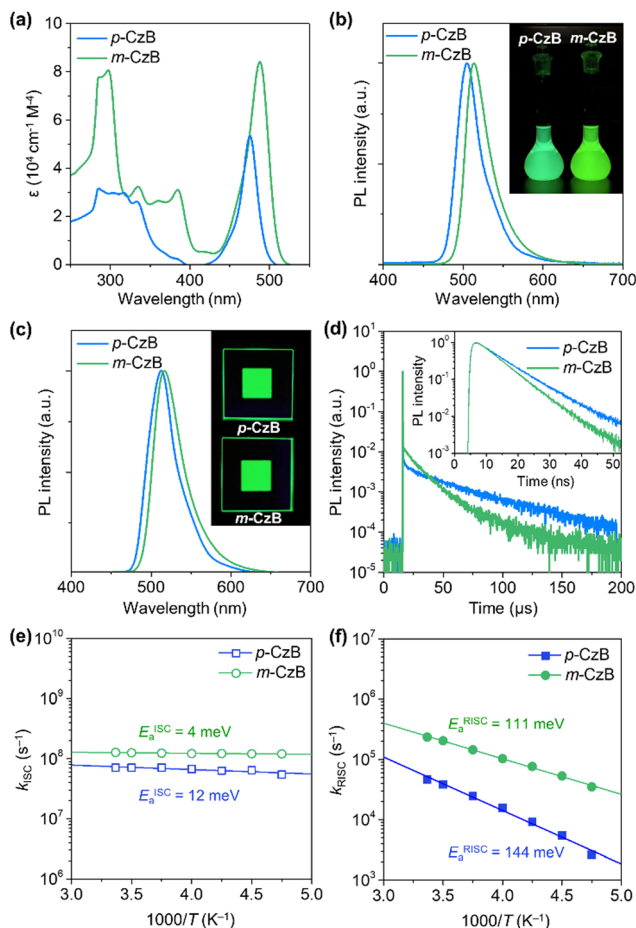 (a)
p-CzB
m-CzB
ε (10⁴ cm⁻¹ M⁻⁴)
10
8
6
4
2
0
300
400
500
Wavelength (nm)
(b)
p-CzB
m-CzB
p-CzB m-CzB
PL intensity (a.u.)
400
500
600
700
Wavelength (nm)
(c)
p-CzB
m-CzB
p-CzB
m-CzB
PL intensity (a.u.)
400
500
600
700
Wavelength (nm)
(d)
p-CzB
m-CzB
PL intensity
10⁰
10⁻¹
10⁻²
10⁻³
0
10
20
30
40
50
Time (ns)
PL intensity (a.u.)
10¹
10⁰
10⁻¹
10⁻²
10⁻³
10⁻⁴
10⁻⁵
0
50
100
150
200
Time (μs)
(e)
p-CzB
m-CzB
EₐISC = 4 meV
EₐISC = 12 meV
kISC (s⁻¹)
10¹⁰
10⁹
10⁸
10⁷
10⁶
3.0
3.5
4.0
4.5
5.0
1000/T (K⁻¹)
(f)
p-CzB
m-CzB
EₐRISC = 111 meV
EₐRISC = 144 meV
kRISC (s⁻¹)
10⁷
10⁶
10⁵
10⁴
10³
3.0
3.5
4.0
4.5
5.0
1000/T (K⁻¹)